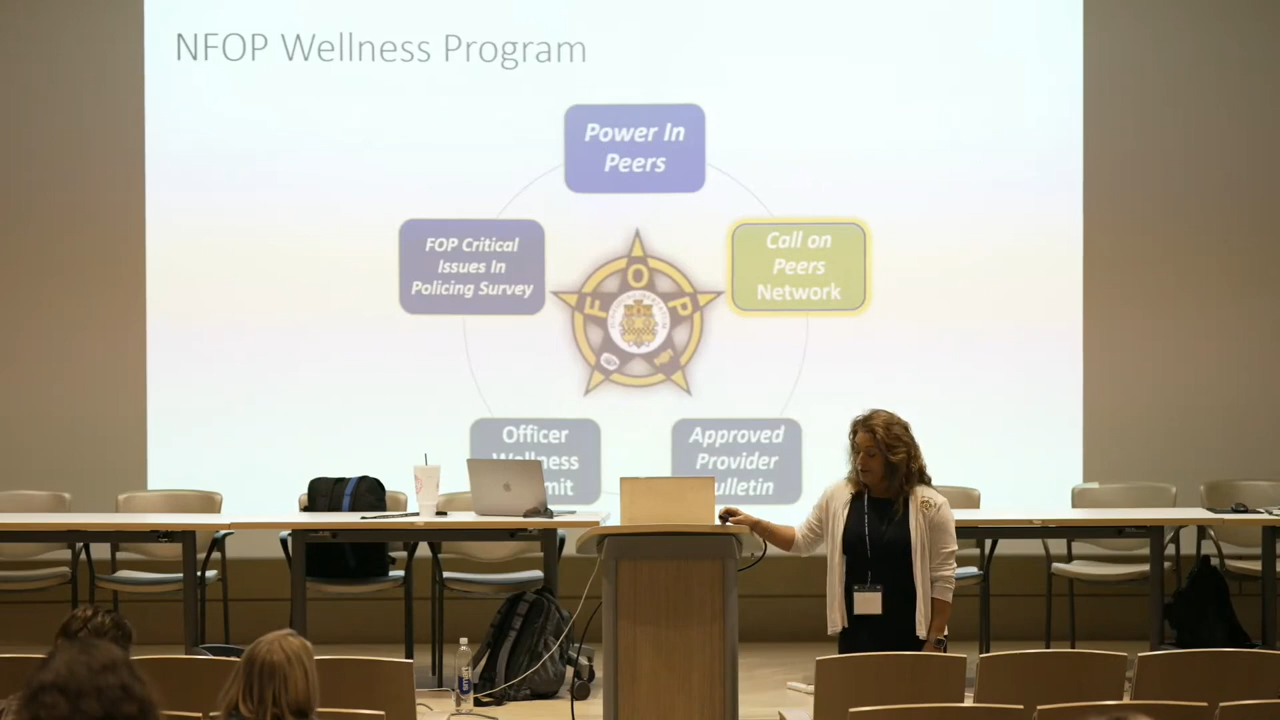 NFOP Wellness Program
Power In
Peers
FOP Critical
Issues In
Policing Survey
Call on
Peers
Network
F O P
Officer
Approved
Provider
smart